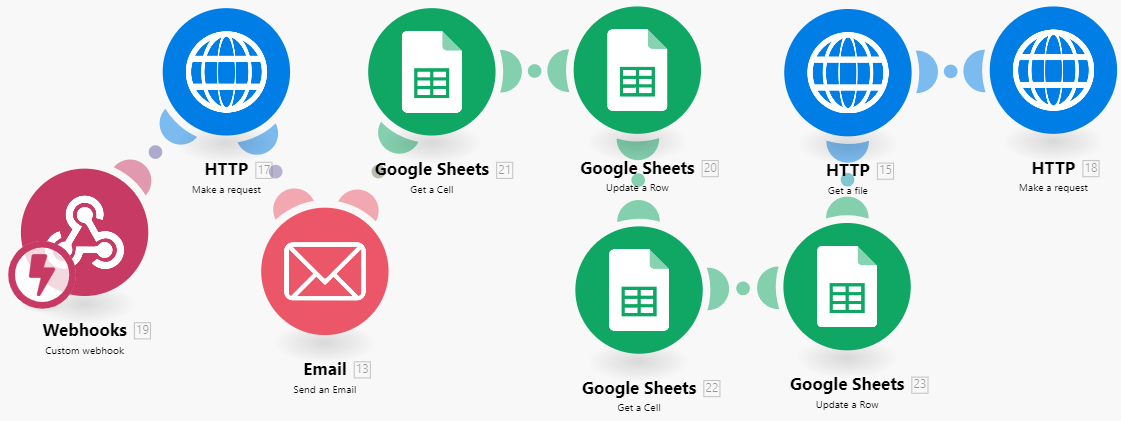 HTTP 17
Make a request
Google Sheets 21
Get a Cell
Google Sheets 20
Update a Row
HTTP 15
Get a file
HTTP 18
Make a request
Webhooks 19
Custom webhook
Email 13
Send an Email
Google Sheets 22
Get a Cell
Google Sheets 23
Update a Row